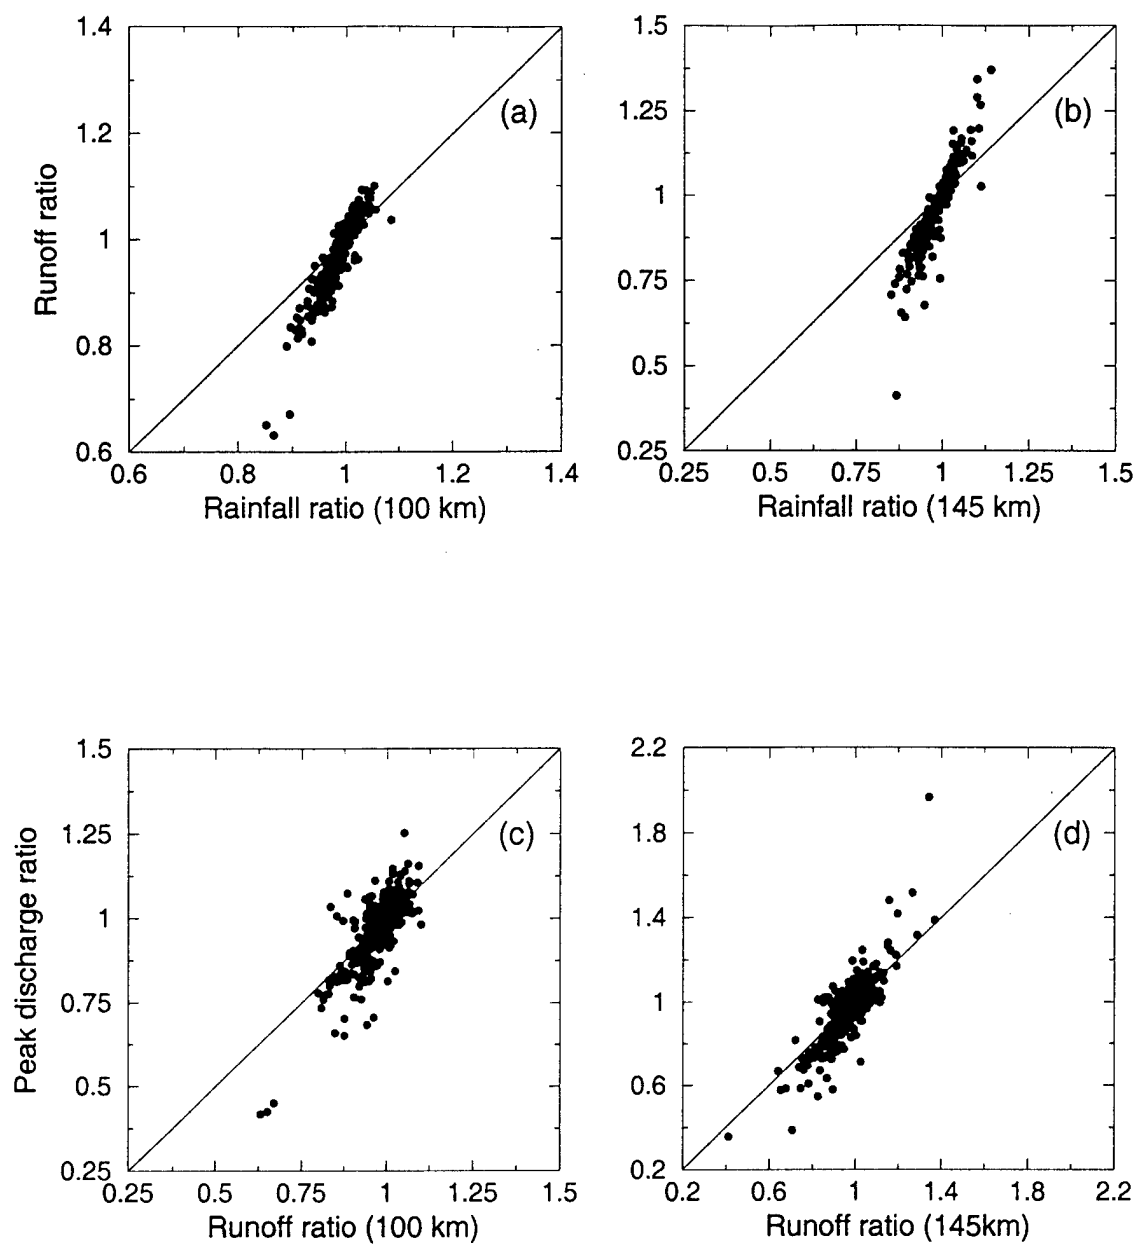 1.4
1.2
1
0.8
0.6
Runoff ratio
(a)
0.6 0.8 1 1.2 1.4
Rainfall ratio (100 km)
1.5
1.25
1
0.75
0.5
0.25
(b)
0.25 0.5 0.75 1 1.25 1.5
Rainfall ratio (145 km)
1.5
1.25
1
0.75
0.5
0.25
Peak discharge ratio
(c)
0.25 0.5 0.75 1 1.25 1.5
Runoff ratio (100 km)
2.2
1.8
1.4
1
0.6
0.2
(d)
0.2 0.6 1 1.4 1.8 2.2
Runoff ratio (145km)